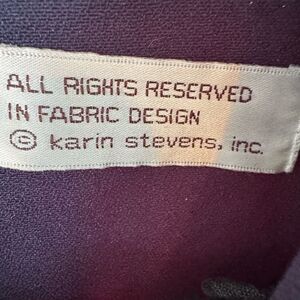 ALL RIGHTS RESERVED
IN FABRIC DESIGN
© karin stevens, inc.